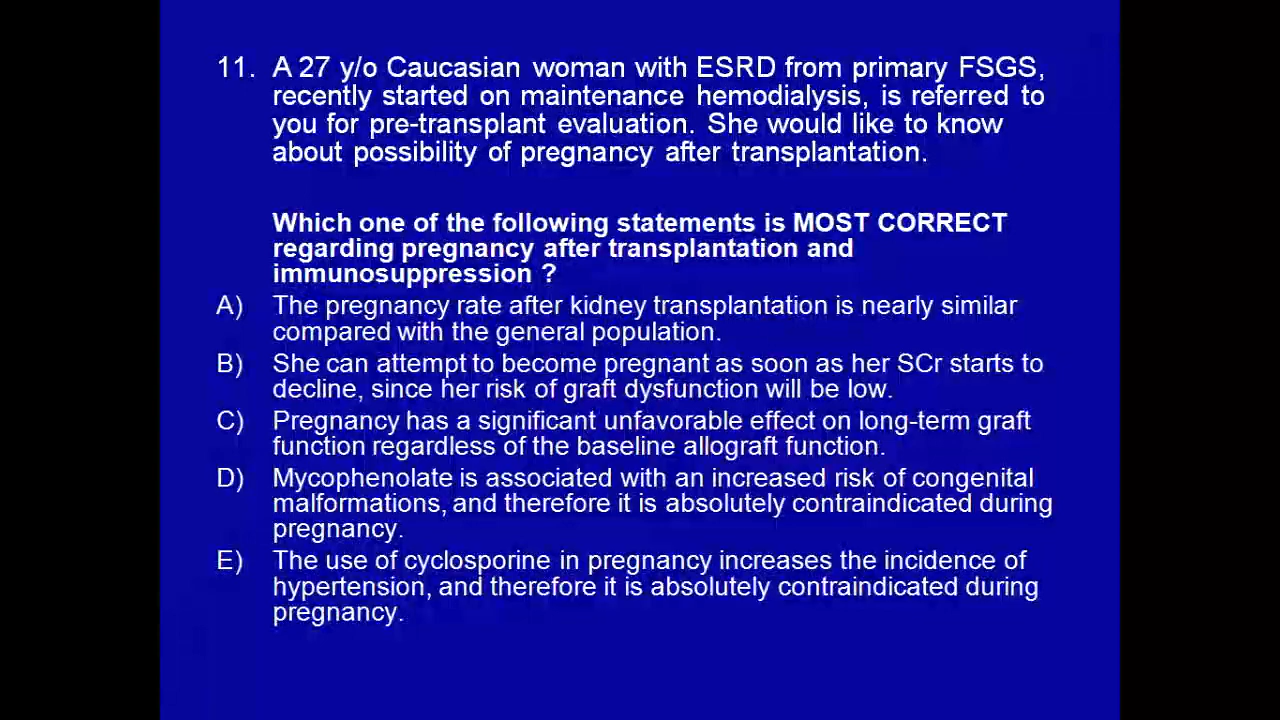 11. A 27 y/o Caucasian woman with ESRD from primary FSGS,
recently started on maintenance hemodialysis, is referred to
you for pre-transplant evaluation. She would like to know
about possibility of pregnancy after transplantation.
Which one of the following statements is MOST CORRECT
regarding pregnancy after transplantation and
immunosuppression ?
A) The pregnancy rate after kidney transplantation is nearly similar
compared with the general population.
B) She can attempt to become pregnant as soon as her SCr starts to
decline, since her risk of graft dysfunction will be low.
C) Pregnancy has a significant unfavorable effect on long-term graft
function regardless of the baseline allograft function.
D) Mycophenolate is associated with an increased risk of congenital
malformations, and therefore it is absolutely contraindicated during
pregnancy.
E) The use of cyclosporine in pregnancy increases the incidence of
hypertension, and therefore it is absolutely contraindicated during
pregnancy.